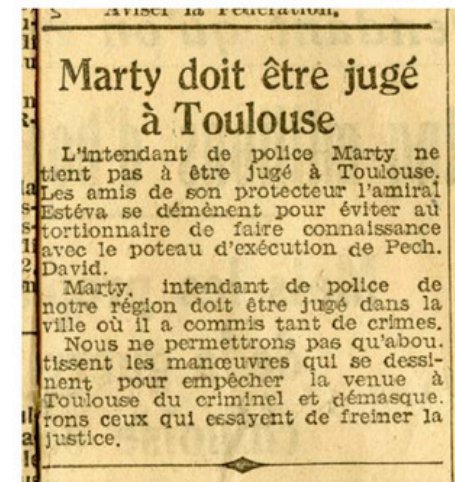 Aviser la Fédération.
Marty doit être jugé
à Toulouse
L'intendant de police Marty ne
tient pas à être jugé à Toulouse.
Les amis de son protecteur l'amiral
Estéva se démènent pour éviter au
tortionnaire de faire connaissance
avec le poteau d'exécution de Pech.
David.
Marty, intendant de police de
notre région doit être jugé dans la
ville où il a commis tant de crimes.
Nous ne permettrons pas qu'abou.
tissent les manœuvres qui se dessi-
nent pour empêcher la venue à
Toulouse du criminel et démasque.
rons ceux qui essayent de freiner la
justice.